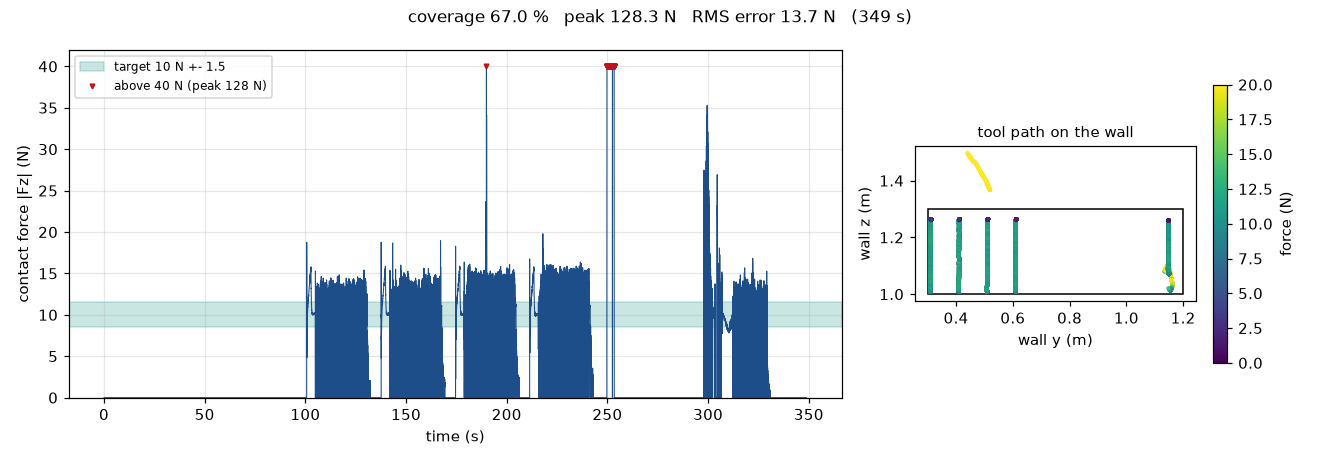 coverage 67.0 %   peak 128.3 N   RMS error 13.7 N   (349 s)
target 10 N +- 1.5
above 40 N (peak 128 N)
contact force |Fz| (N)
40
35
30
25
20
15
10
5
0
0 50 100 150 200 250 300 350
time (s)
tool path on the wall
wall z (m)
1.4
1.2
1.0
0.4 0.6 0.8 1.0 1.2
wall y (m)
20.0
17.5
15.0
12.5
10.0
7.5
5.0
2.5
0.0
force (N)